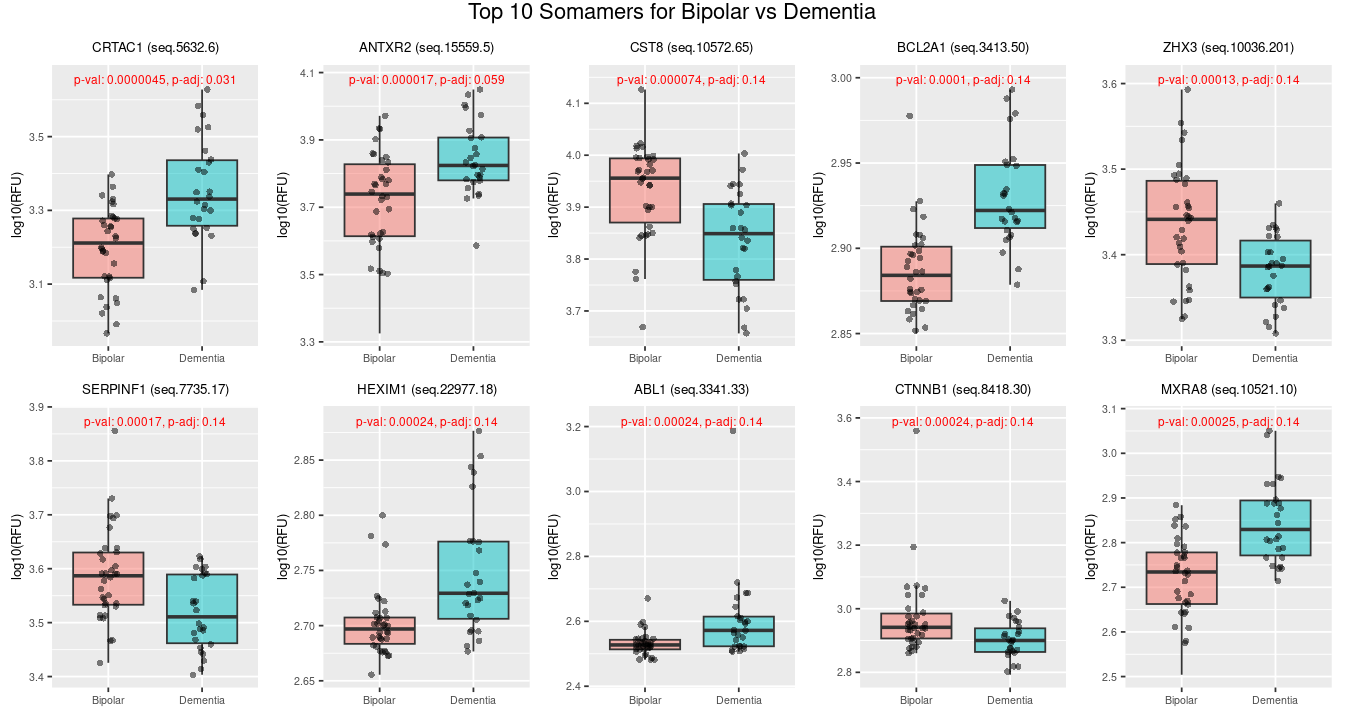 Top 10 Somamers for Bipolar vs Dementia
CRTAC1 (seq.5632.6)
p-val: 0.0000045, p-adj: 0.031
log10(RFU)
3.5
3.3
3.1
Bipolar Dementia
ANTXR2 (seq.15559.5)
p-val: 0.000017, p-adj: 0.059
log10(RFU)
4.1
3.9
3.7
3.5
3.3
Bipolar Dementia
CST8 (seq.10572.65)
p-val: 0.000074, p-adj: 0.14
log10(RFU)
4.1
4.0
3.9
3.8
3.7
Bipolar Dementia
BCL2A1 (seq.3413.50)
p-val: 0.0001, p-adj: 0.14
log10(RFU)
3.00
2.95
2.90
2.85
Bipolar Dementia
ZHX3 (seq.10036.201)
p-val: 0.00013, p-adj: 0.14
log10(RFU)
3.6
3.5
3.4
3.3
Bipolar Dementia
SERPINF1 (seq.7735.17)
p-val: 0.00017, p-adj: 0.14
log10(RFU)
3.9
3.8
3.7
3.6
3.5
3.4
Bipolar Dementia
HEXIM1 (seq.22977.18)
p-val: 0.00024, p-adj: 0.14
log10(RFU)
2.85
2.80
2.75
2.70
2.65
Bipolar Dementia
ABL1 (seq.3341.33)
p-val: 0.00024, p-adj: 0.14
log10(RFU)
3.2
3.0
2.8
2.6
2.4
Bipolar Dementia
CTNNB1 (seq.8418.30)
p-val: 0.00024, p-adj: 0.14
log10(RFU)
3.6
3.4
3.2
3.0
2.8
Bipolar Dementia
MXRA8 (seq.10521.10)
p-val: 0.00025, p-adj: 0.14
log10(RFU)
3.1
3.0
2.9
2.8
2.7
2.6
2.5
Bipolar Dementia